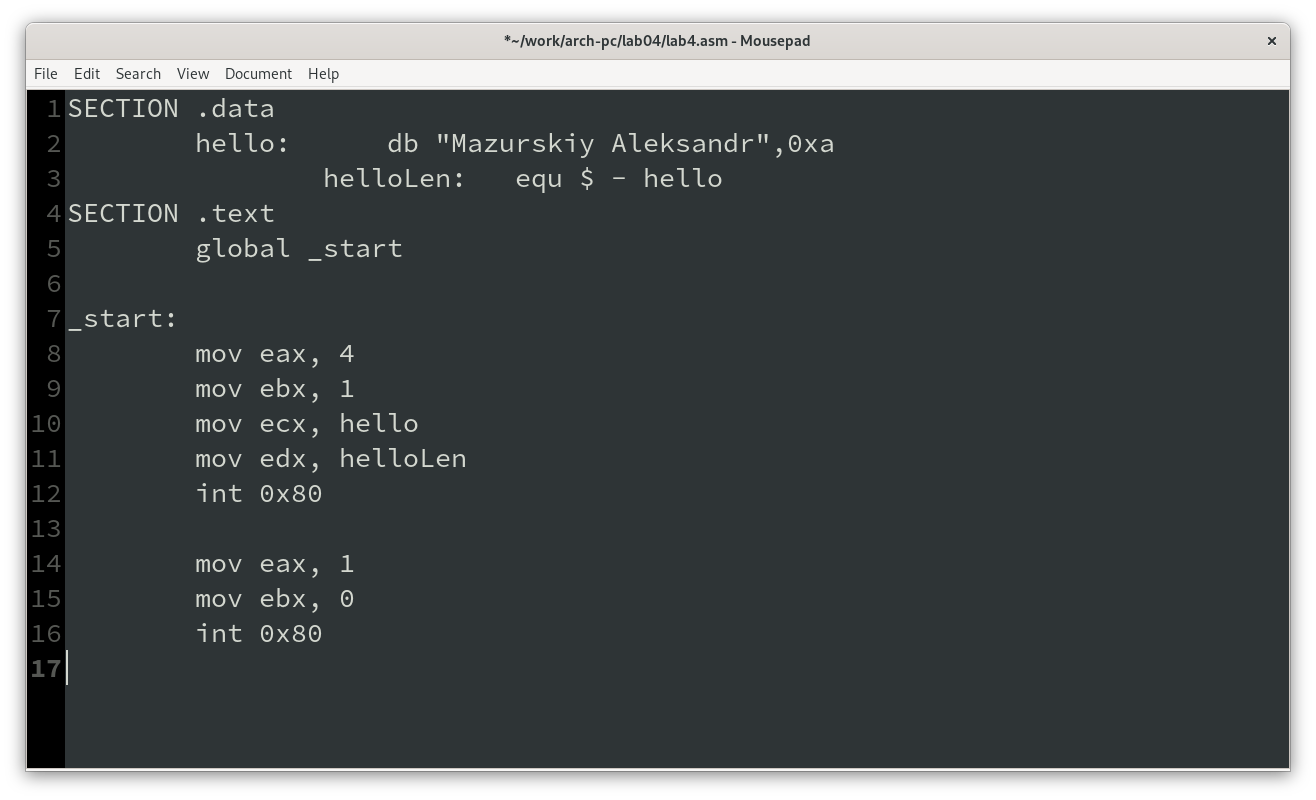 *~/work/arch-pc/lab04/lab4.asm - Mousepad ×
File Edit Search View Document Help
1 SECTION .data
2         hello:      db "Mazurskiy Aleksandr",0xa
3                 helloLen:   equ $ - hello
4 SECTION .text
5         global _start
6
7 _start:
8         mov eax, 4
9         mov ebx, 1
10         mov ecx, hello
11         mov edx, helloLen
12         int 0x80
13
14         mov eax, 1
15         mov ebx, 0
16         int 0x80
17